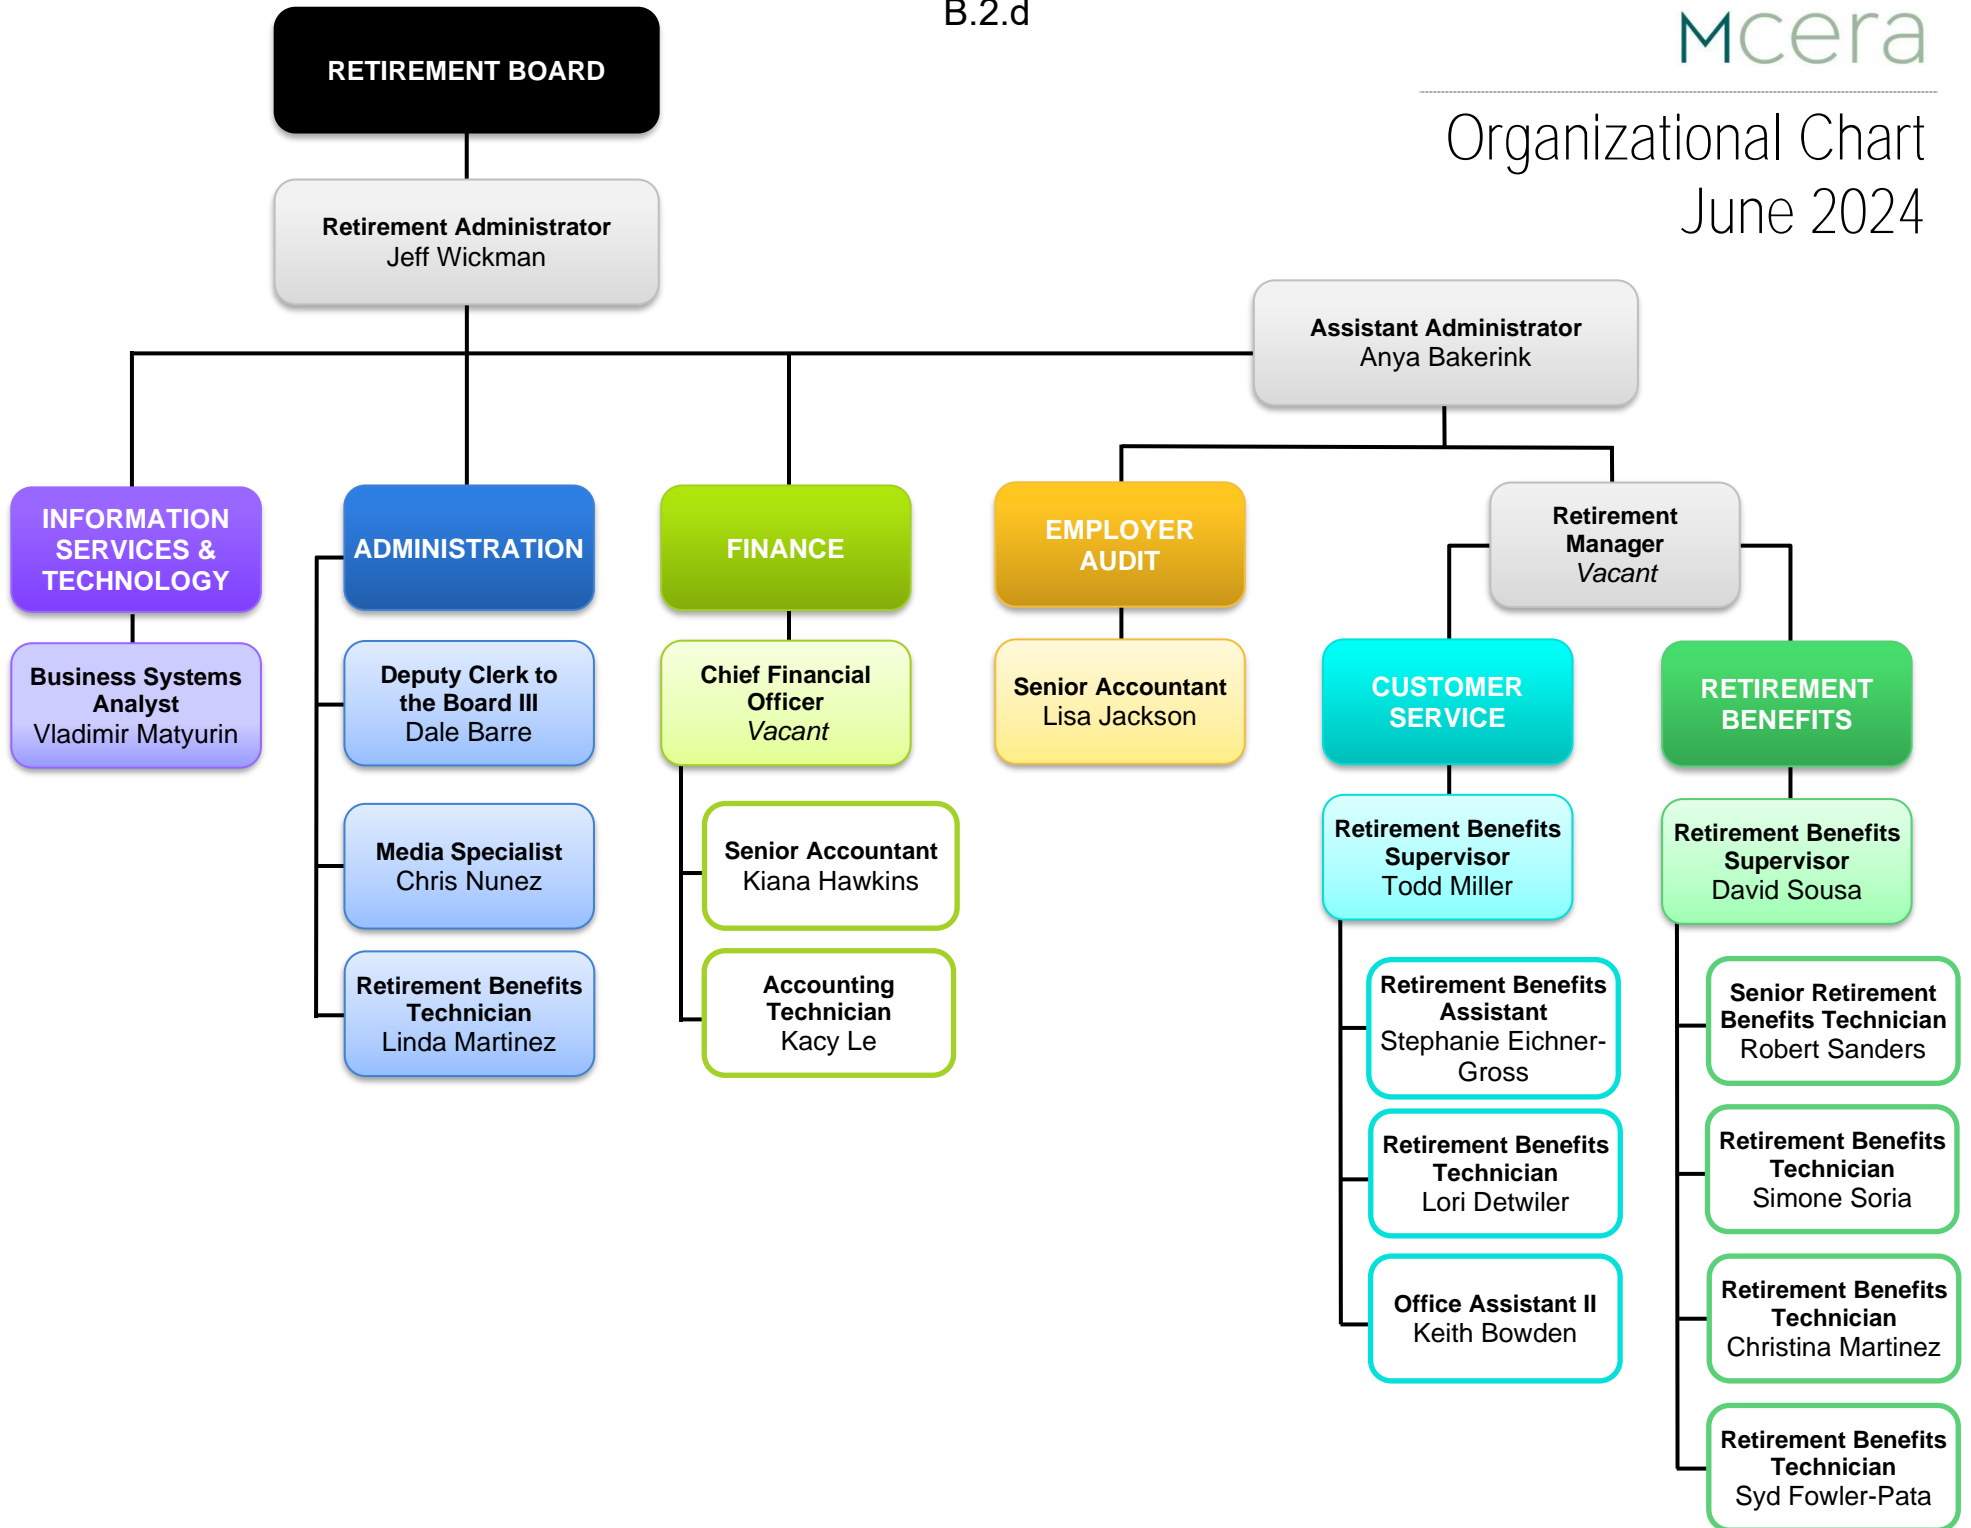 B.2.d
Mcera
Organizational Chart
June 2024
RETIREMENT BOARD
Retirement Administrator
Jeff Wickman
Assistant Administrator
Anya Bakerink
INFORMATION
SERVICES &
TECHNOLOGY
Business Systems
Analyst
Vladimir Matyurin
ADMINISTRATION
Deputy Clerk to
the Board III
Dale Barre
Media Specialist
Chris Nunez
Retirement Benefits
Technician
Linda Martinez
FINANCE
Chief Financial
Officer
Vacant
Senior Accountant
Kiana Hawkins
Accounting
Technician
Kacy Le
EMPLOYER
AUDIT
Senior Accountant
Lisa Jackson
Retirement
Manager
Vacant
CUSTOMER
SERVICE
Retirement Benefits
Supervisor
Todd Miller
Retirement Benefits
Assistant
Stephanie Eichner-
Gross
Retirement Benefits
Technician
Lori Detwiler
Office Assistant II
Keith Bowden
RETIREMENT
BENEFITS
Retirement Benefits
Supervisor
David Sousa
Senior Retirement
Benefits Technician
Robert Sanders
Retirement Benefits
Technician
Simone Soria
Retirement Benefits
Technician
Christina Martinez
Retirement Benefits
Technician
Syd Fowler-Pata